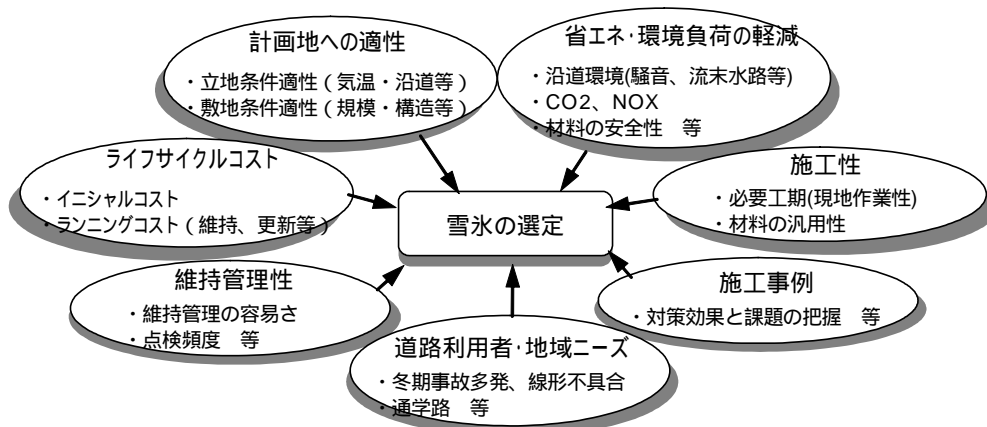 計画地への適性
・立地条件適性(気温・沿道等)
・敷地条件適性(規模・構造等)
省エネ・環境負荷の軽減
・沿道環境(騒音、流末水路等)
・CO2、NOX
・材料の安全性 等
ライフサイクルコスト
・イニシャルコスト
・ランニングコスト(維持、更新等)
施工性
・必要工期(現地作業性)
・材料の汎用性
雪氷の選定
維持管理性
・維持管理の容易さ
・点検頻度 等
施工事例
・対策効果と課題の把握 等
道路利用者・地域ニーズ
・冬期事故多発、線形不具合
・通学路 等